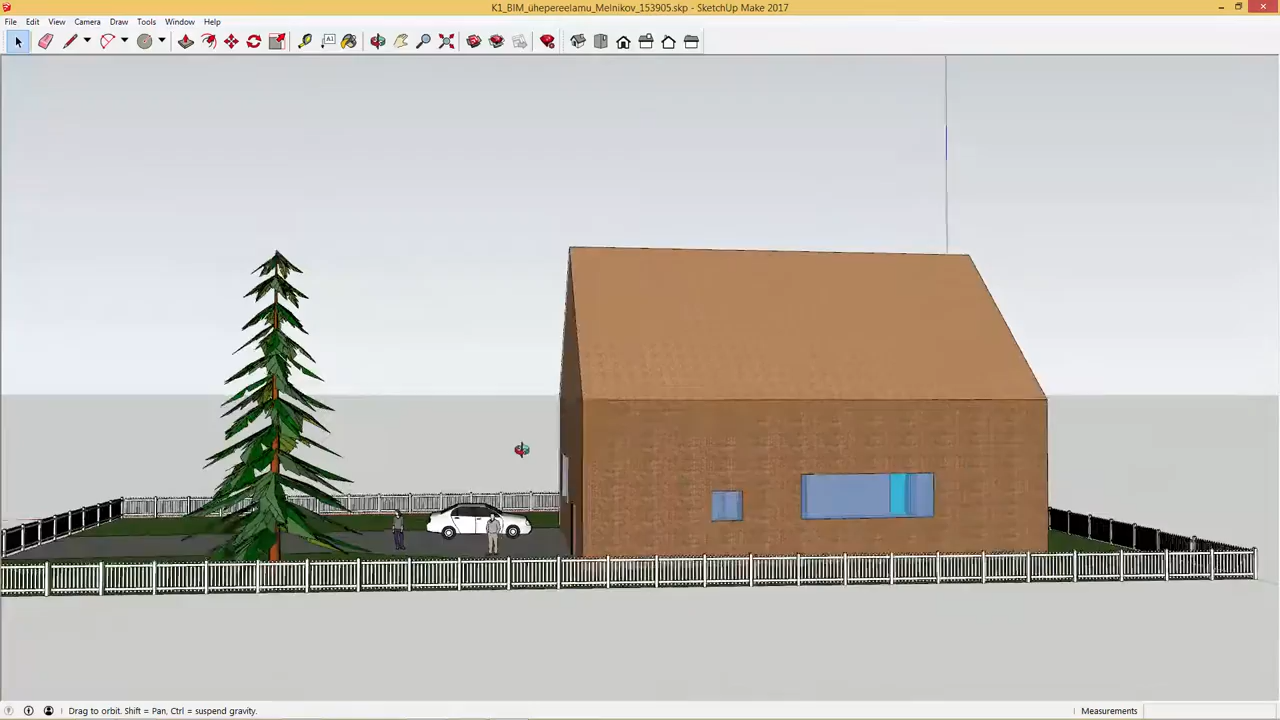 K1_BIM_ühepereelamu_Melnikov_153905.skp - SketchUp Make 2017
File Edit View Camera Draw Tools Window Help
Drag to orbit. Shift = Pan, Ctrl = suspend gravity.
Measurements